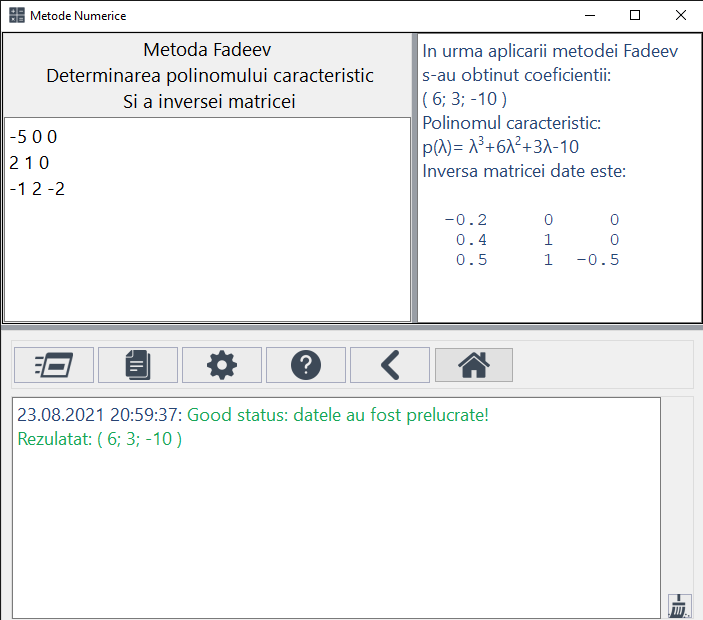 Metode Numerice
Metoda Fadeev
Determinarea polinomului caracteristic
Si a inversei matricei
-5 0 0
2 1 0
-1 2 -2
In urma aplicarii metodei Fadeev
s-au obtinut coeficientii:
( 6; 3; -10 )
Polinomul caracteristic:
p(λ)= λ³+6λ²+3λ-10
Inversa matricei date este:
-0.2 0 0
0.4 1 0
0.5 1 -0.5
23.08.2021 20:59:37: Good status: datele au fost prelucrate!
Rezulatat: ( 6; 3; -10 )